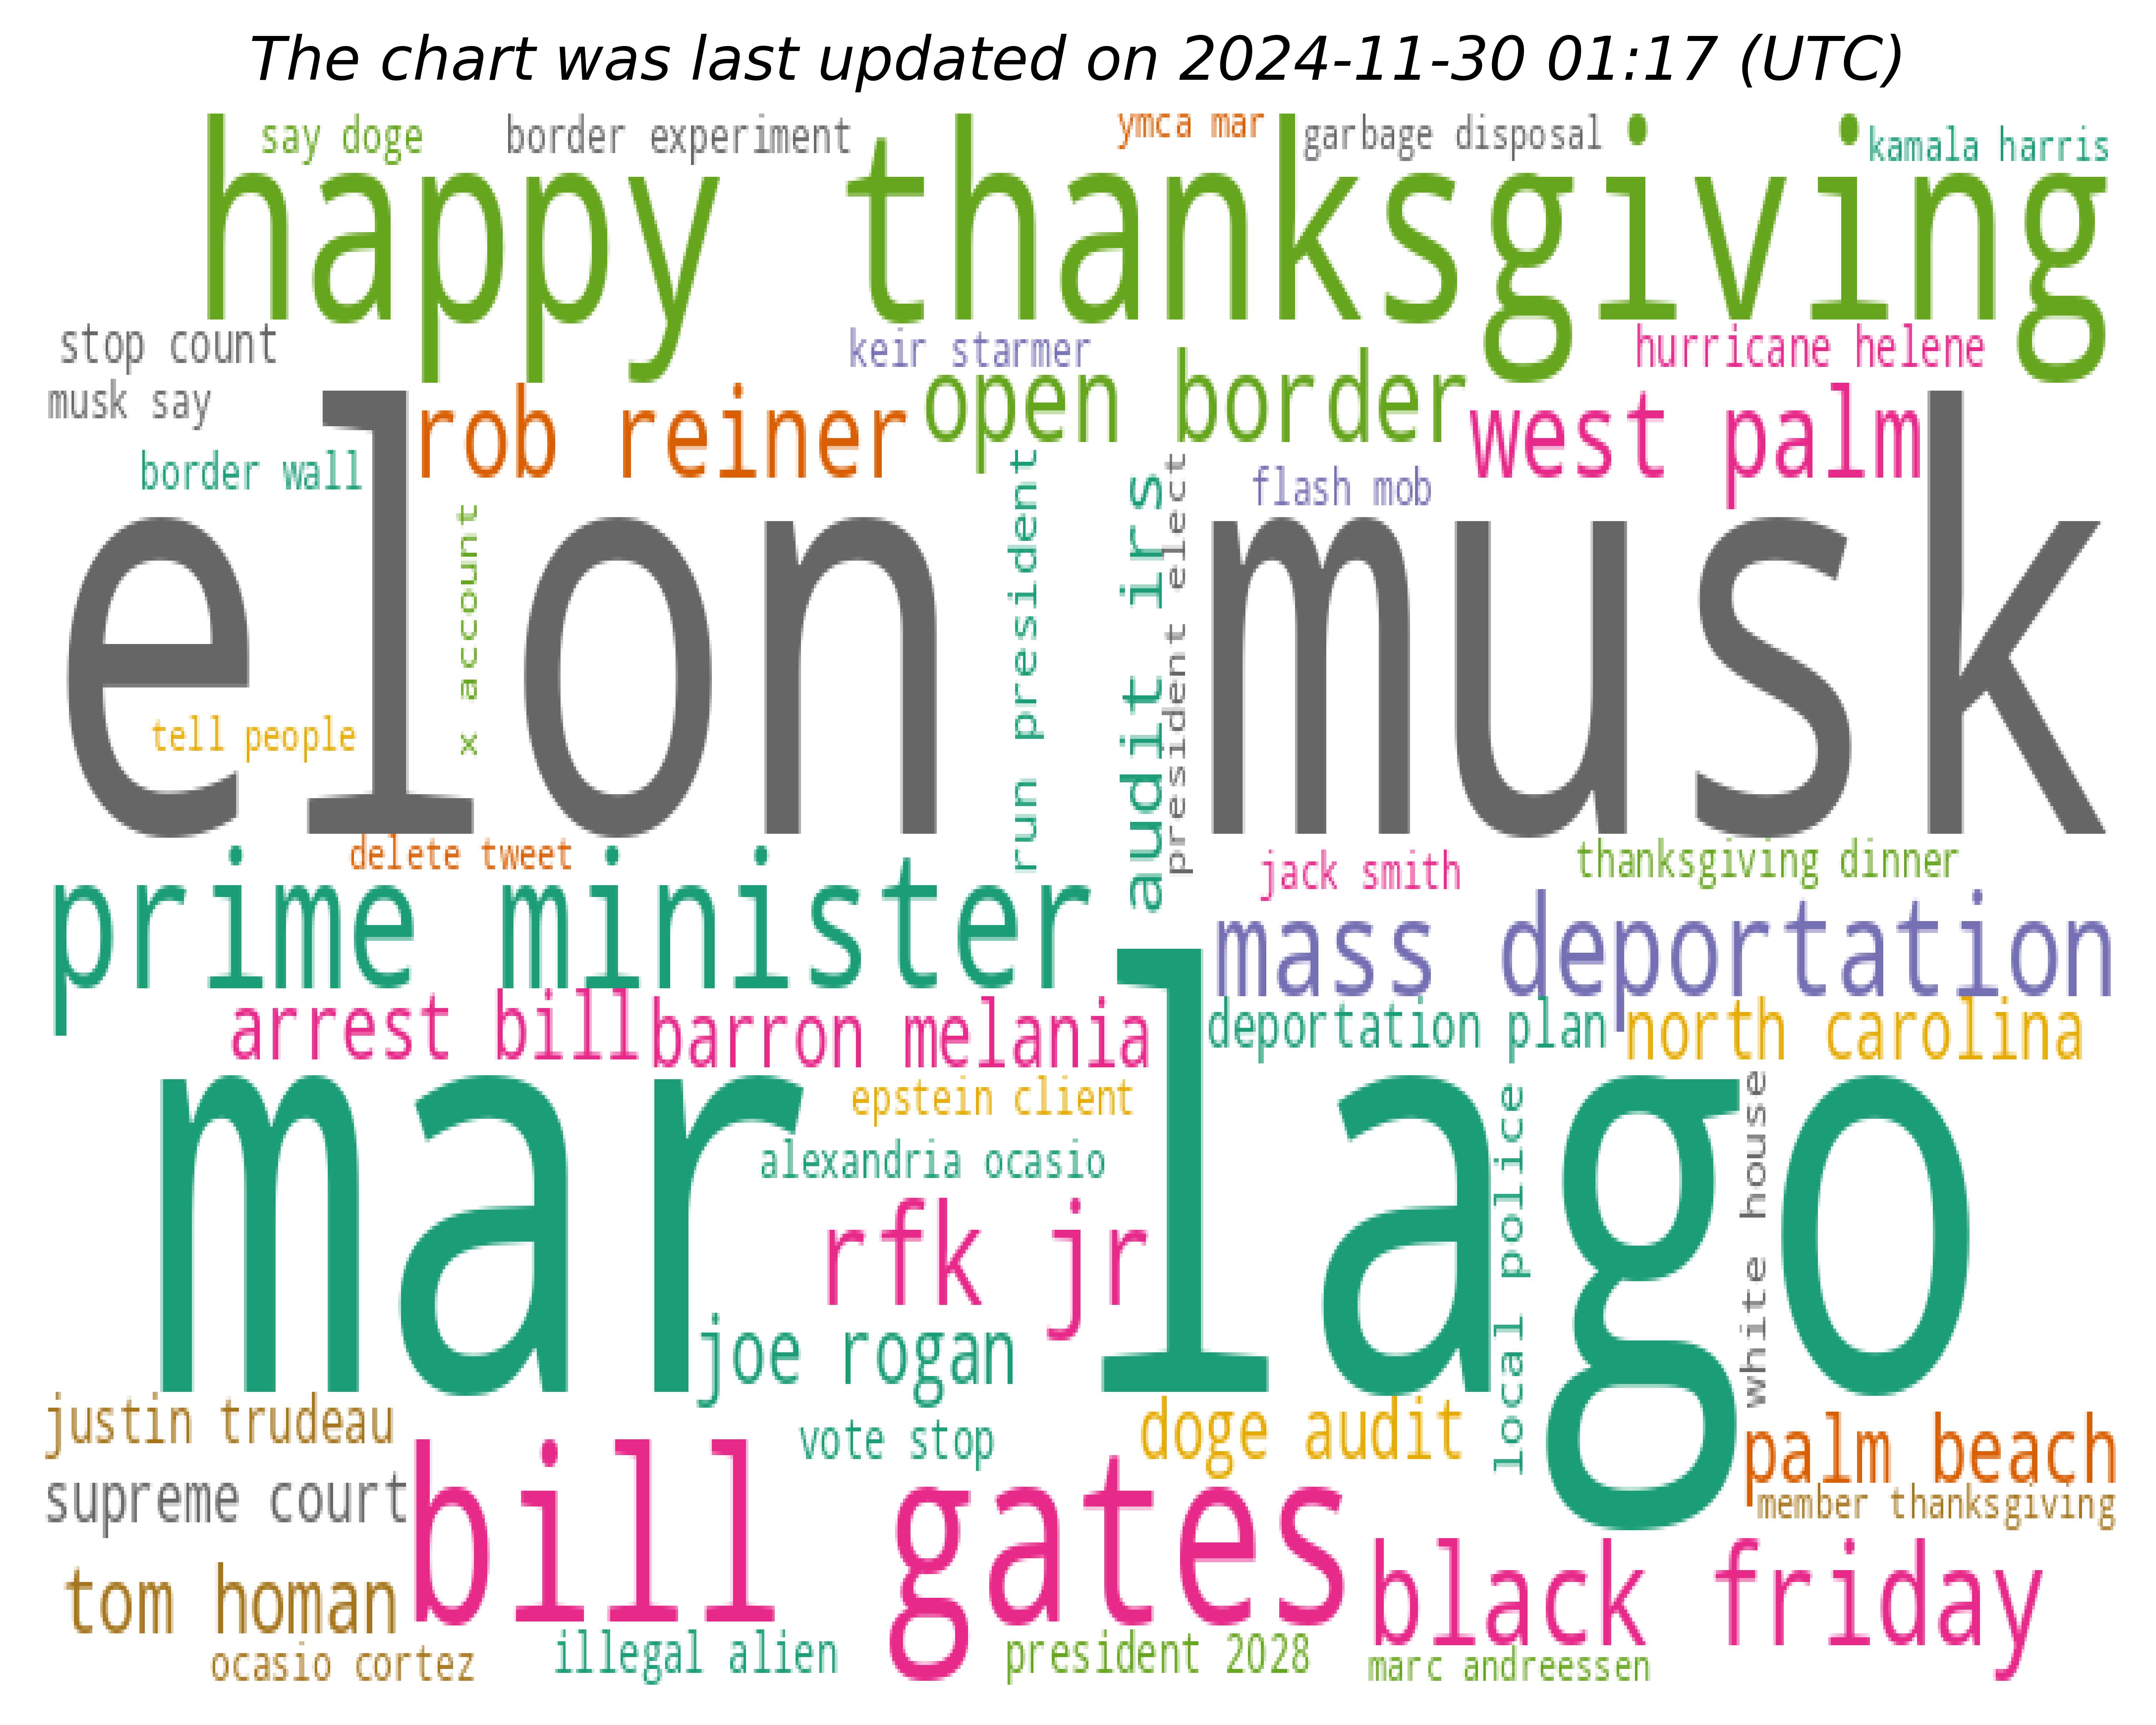 The chart was last updated on 2024-11-30 01:17 (UTC)
say doge
border experiment
ymca mar
garbage disposal
kamala harris
happy thanksgiving
stop count
keir starmer
hurricane helene
musk say
rob reiner
open border
west palm
border wall
flash mob
elon musk
x account
run president
audit irs
president elect
tell people
delete tweet
jack smith
thanksgiving dinner
prime minister
mass deportation
arrest bill
barron melania
deportation plan
north carolina
mar lago
epstein client
alexandria ocasio
local police
white house
rfk jr
joe rogan
justin trudeau
vote stop
doge audit
palm beach
supreme court
member thanksgiving
bill gates
black friday
tom homan
ocasio cortez
illegal alien
president 2028
marc andreessen